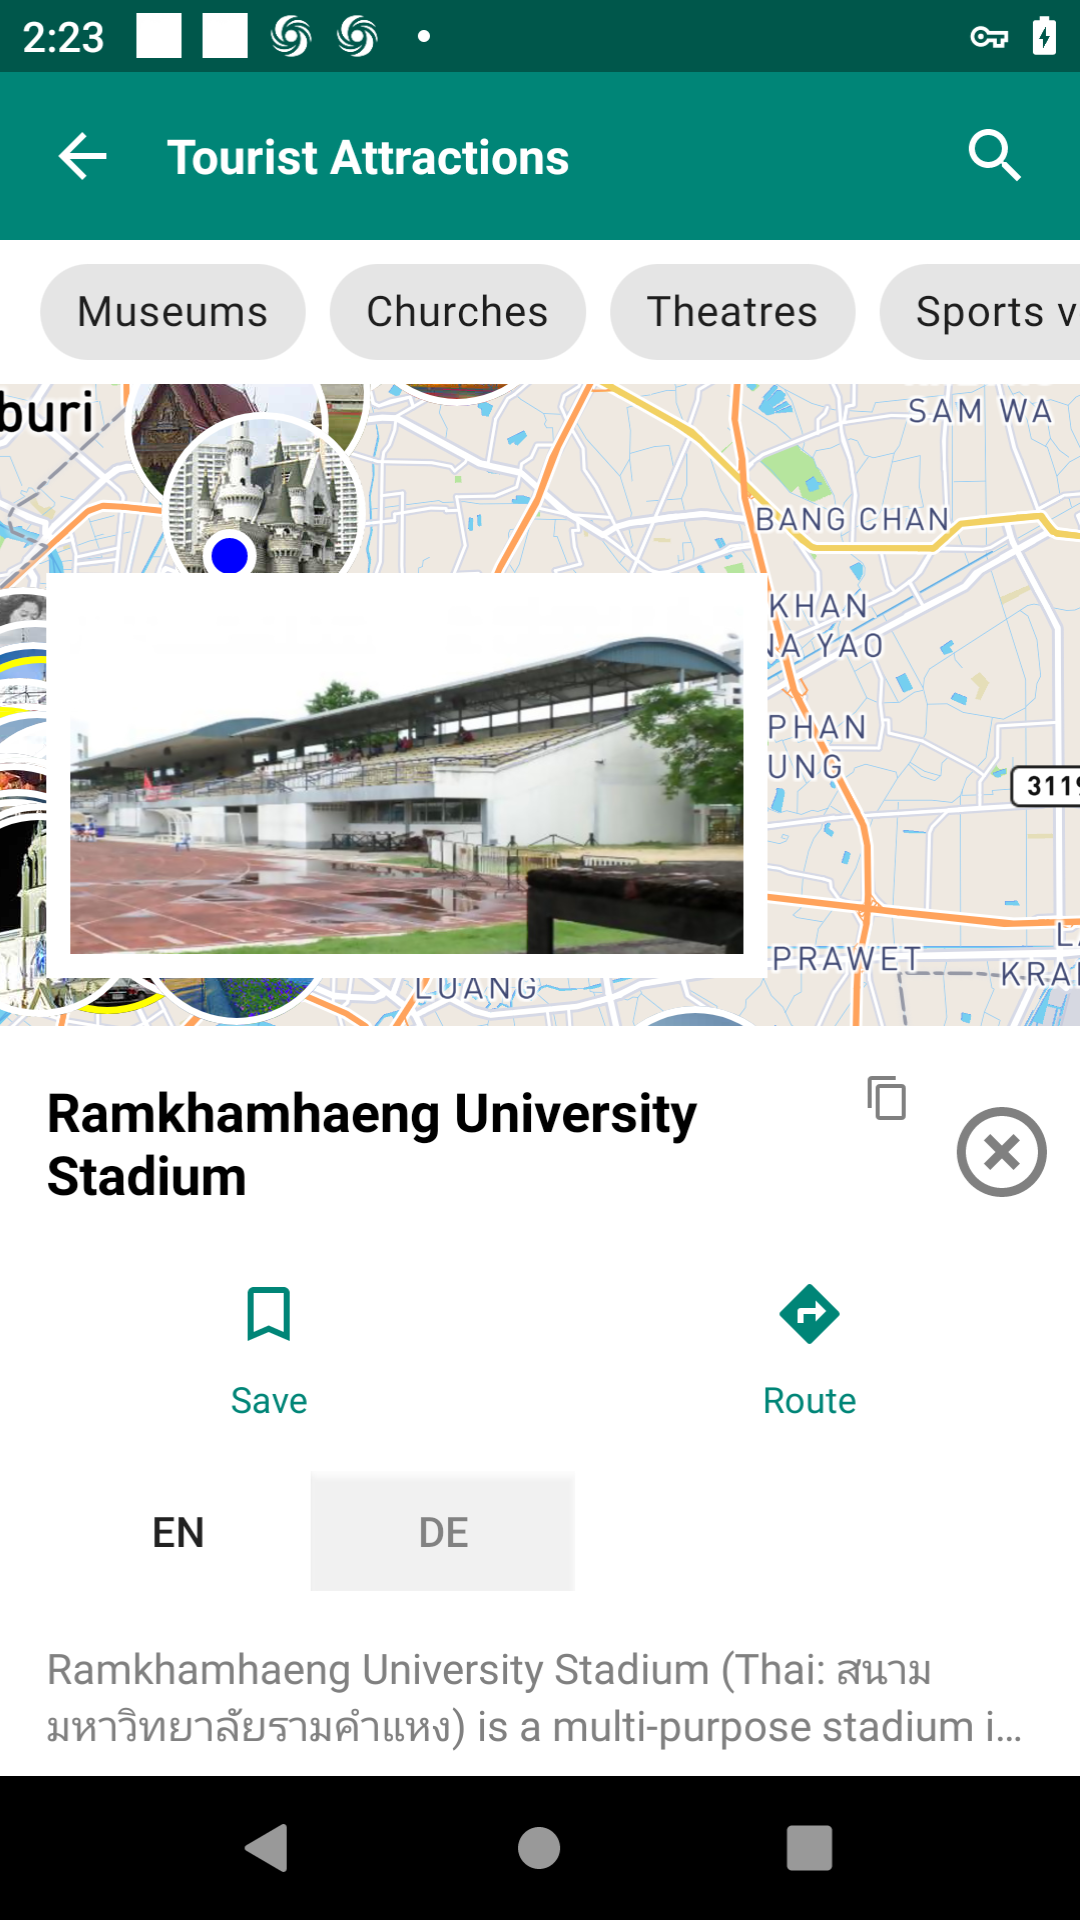 2:23
Tourist Attractions
Museums
Churches
Theatres
Sports v
buri
SAM WA
BANG CHAN
KHAN
NA YAO
PHAN
UNG
3119
PRAWET
LUANG
KRA
Ramkhamhaeng University
Stadium
Save
Route
EN
DE
Ramkhamhaeng University Stadium (Thai: สนาม
มหาวิทยาลัยรามคำแหง) is a multi-purpose stadium i...